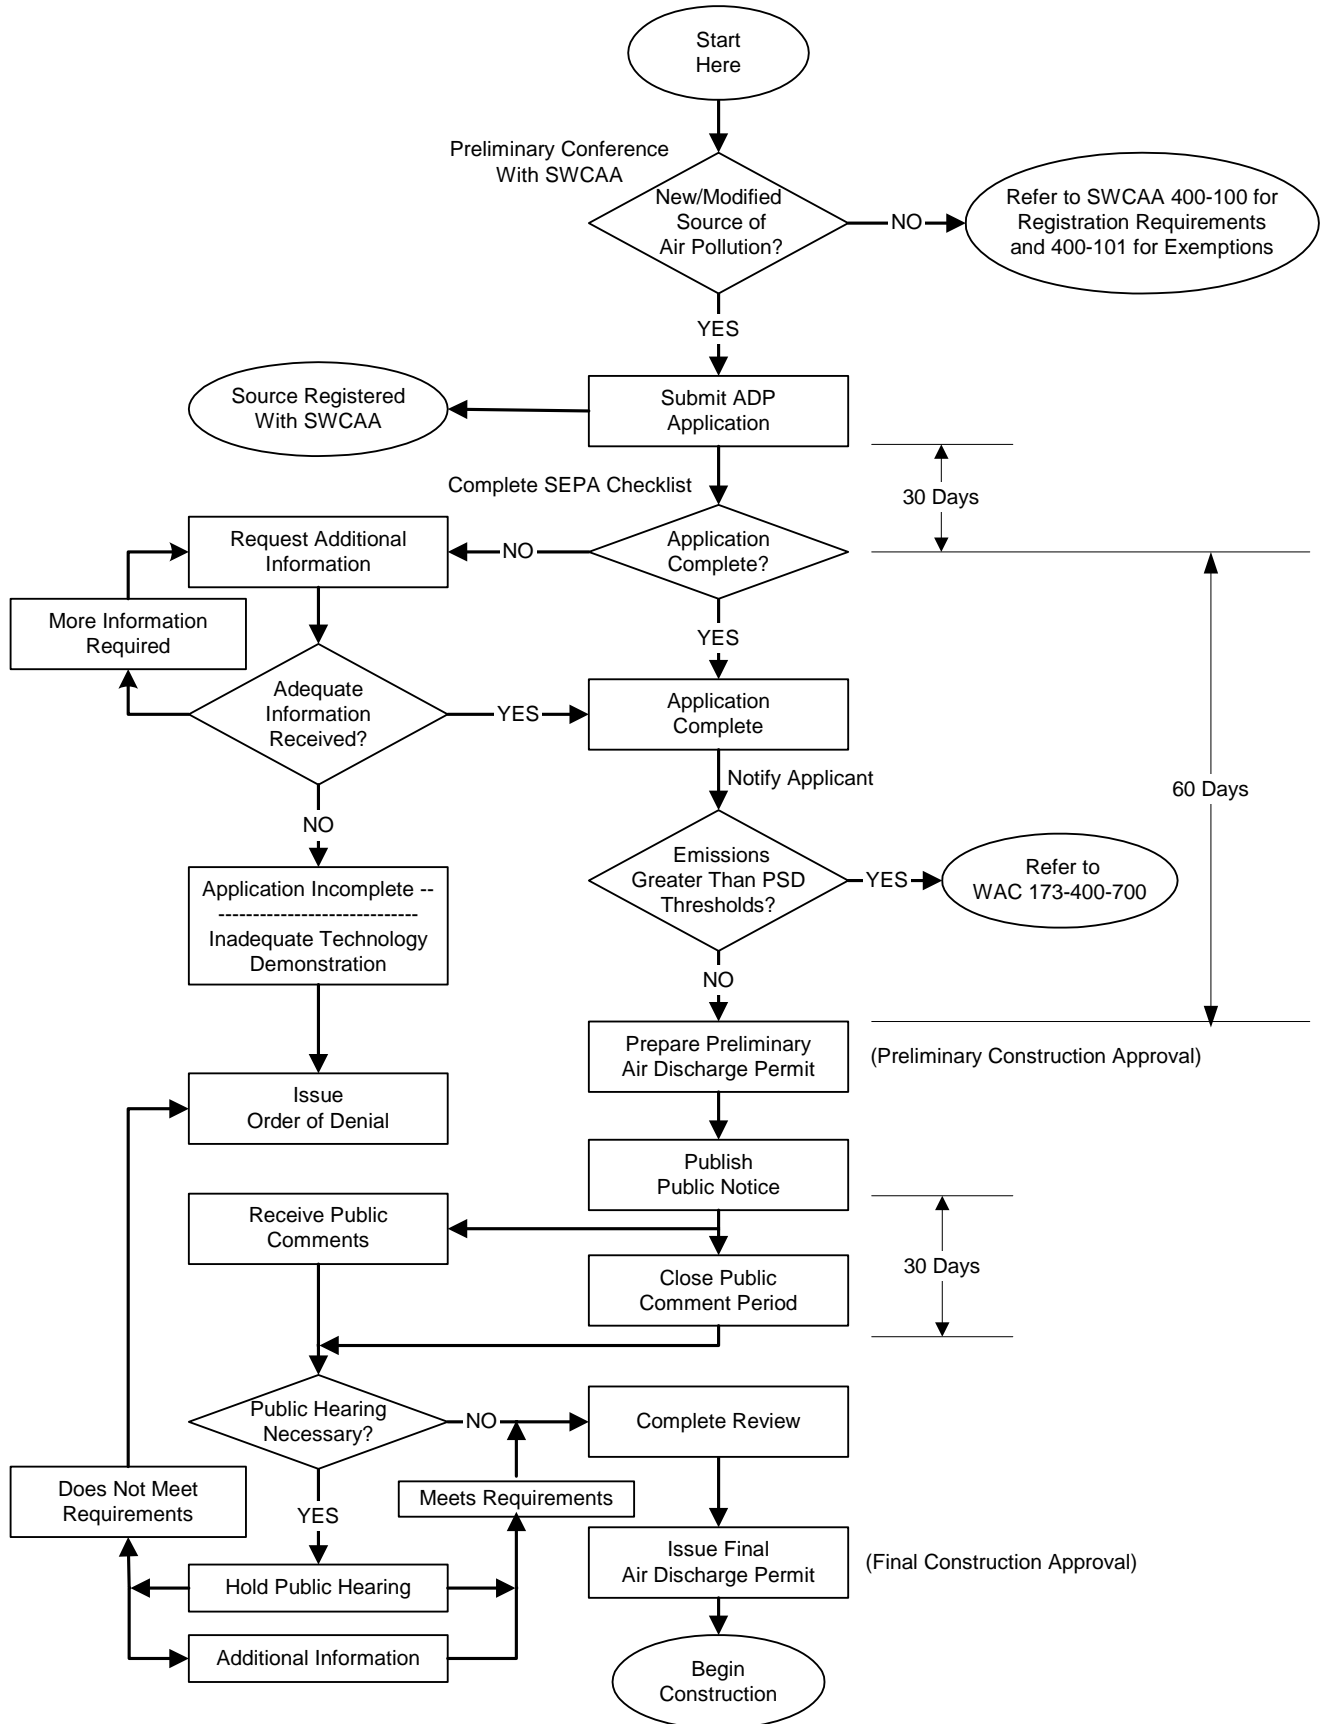 Start
Here
Preliminary Conference
With SWCAA
New/Modified
Source of
Air Pollution?
NO
Refer to SWCAA 400-100 for
Registration Requirements
and 400-101 for Exemptions
YES
Source Registered
With SWCAA
Submit ADP
Application
Complete SEPA Checklist
30 Days
Request Additional
Information
NO
Application
Complete?
More Information
Required
YES
Adequate
Information
Received?
YES
Application
Complete
Notify Applicant
60 Days
NO
Application Incomplete --
-----------------------------
Inadequate Technology
Demonstration
Emissions
Greater Than PSD
Thresholds?
YES
Refer to
WAC 173-400-700
NO
Prepare Preliminary
Air Discharge Permit
(Preliminary Construction Approval)
Issue
Order of Denial
Publish
Public Notice
Receive Public
Comments
30 Days
Close Public
Comment Period
Public Hearing
Necessary?
NO
Complete Review
Does Not Meet
Requirements
YES
Meets Requirements
Hold Public Hearing
Issue Final
Air Discharge Permit
(Final Construction Approval)
Additional Information
Begin
Construction